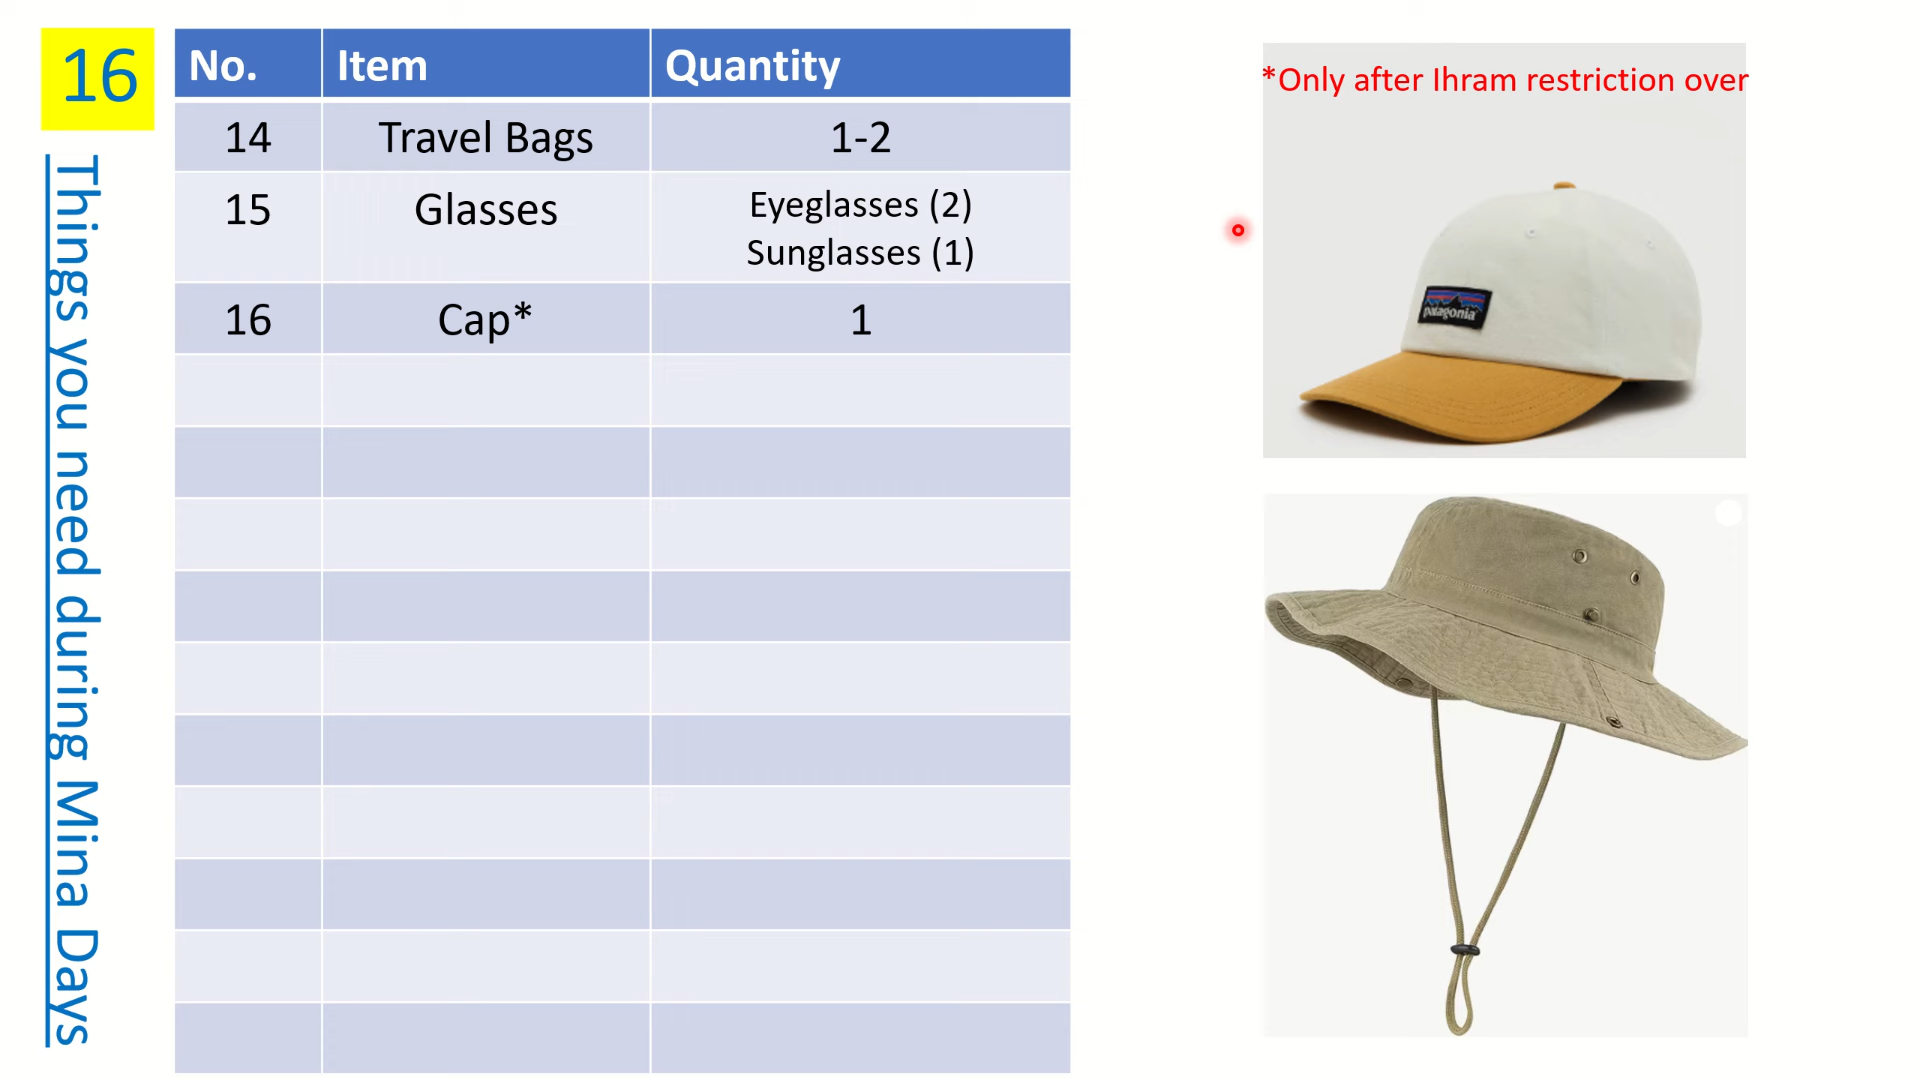 16
Things you need during Mina Days
No. Item Quantity
14 Travel Bags 1-2
15 Glasses Eyeglasses (2)
Sunglasses (1)
16 Cap* 1
*Only after Ihram restriction over
patagonia